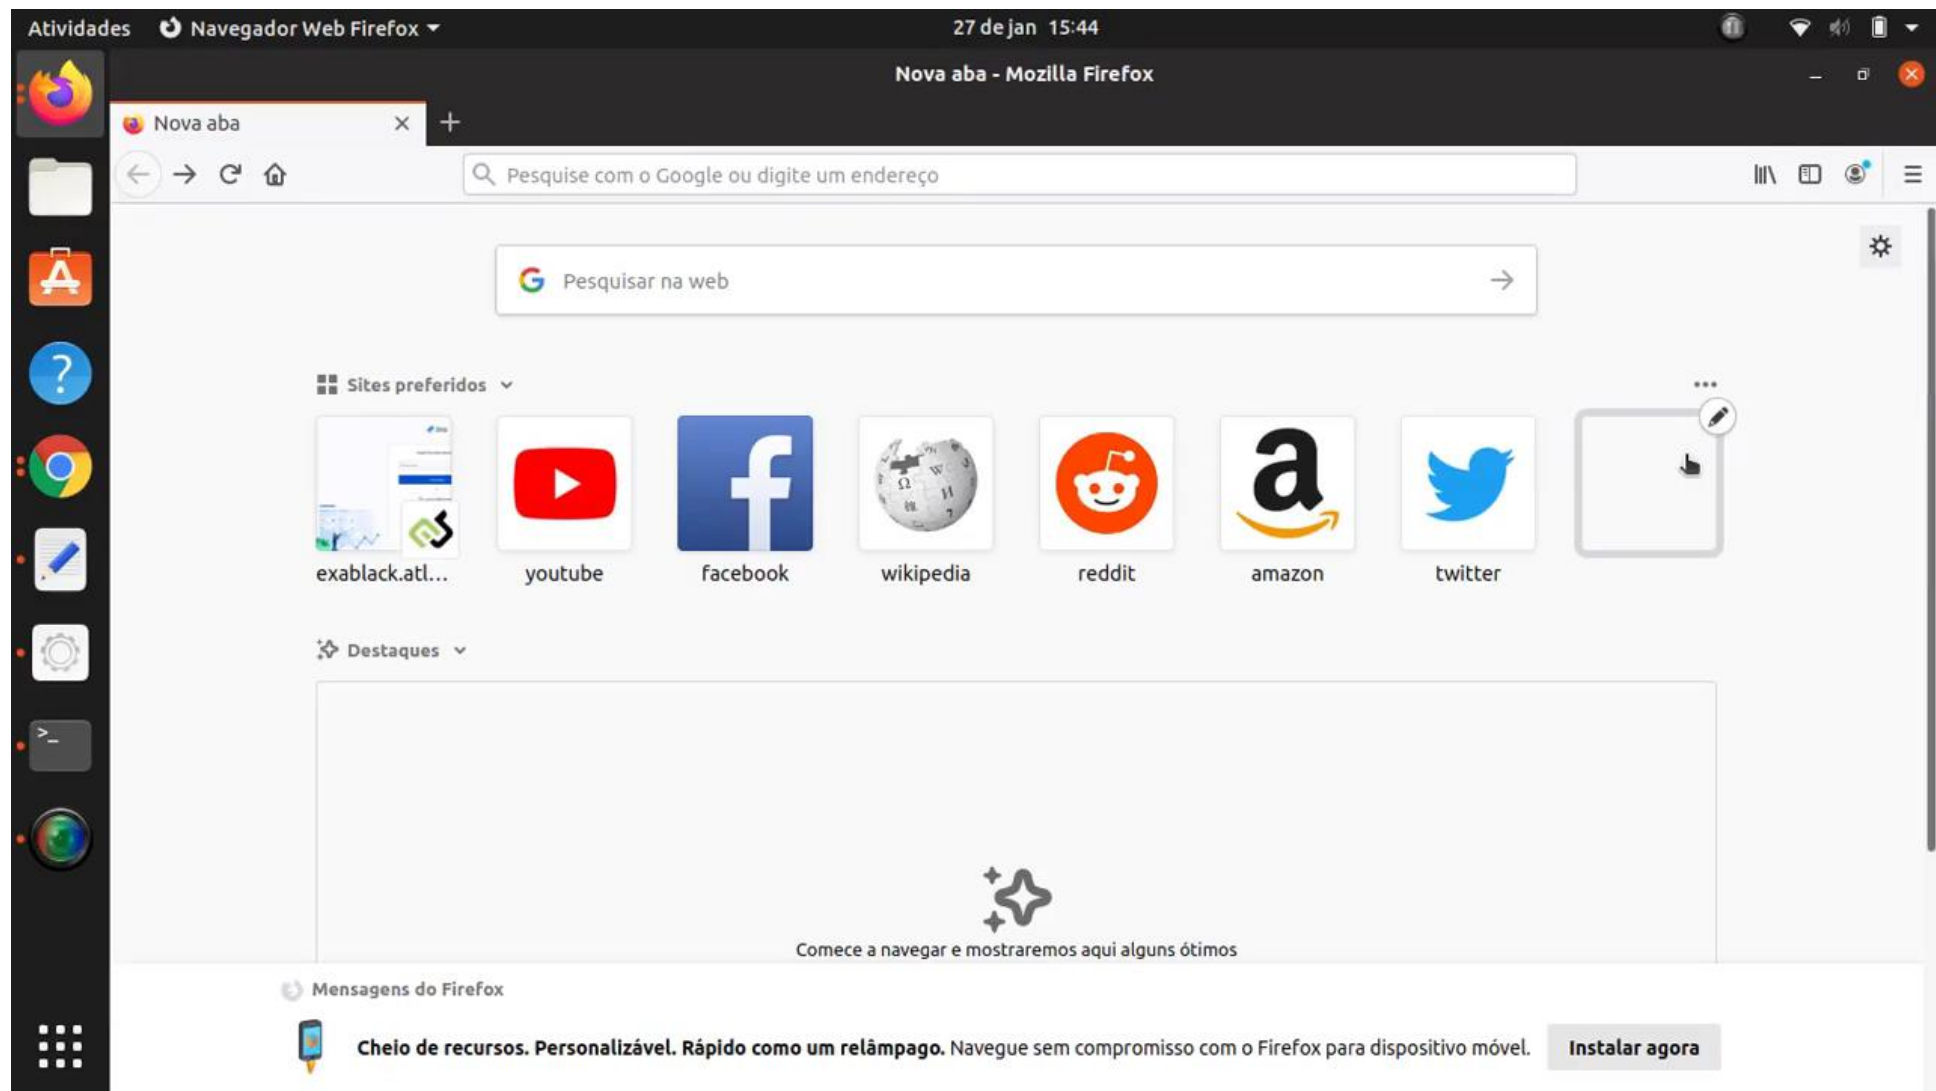 Atividades Navegador Web Firefox 27 de jan 15:44
Nova aba - Mozilla Firefox
Nova aba
Pesquise com o Google ou digite um endereço
Pesquisar na web
Sites preferidos
exablack.atl... youtube facebook wikipedia reddit amazon twitter
Destaques
Comece a navegar e mostraremos aqui alguns ótimos
Mensagens do Firefox
Cheio de recursos. Personalizável. Rápido como um relâmpago. Navegue sem compromisso com o Firefox para dispositivo móvel. Instalar agora